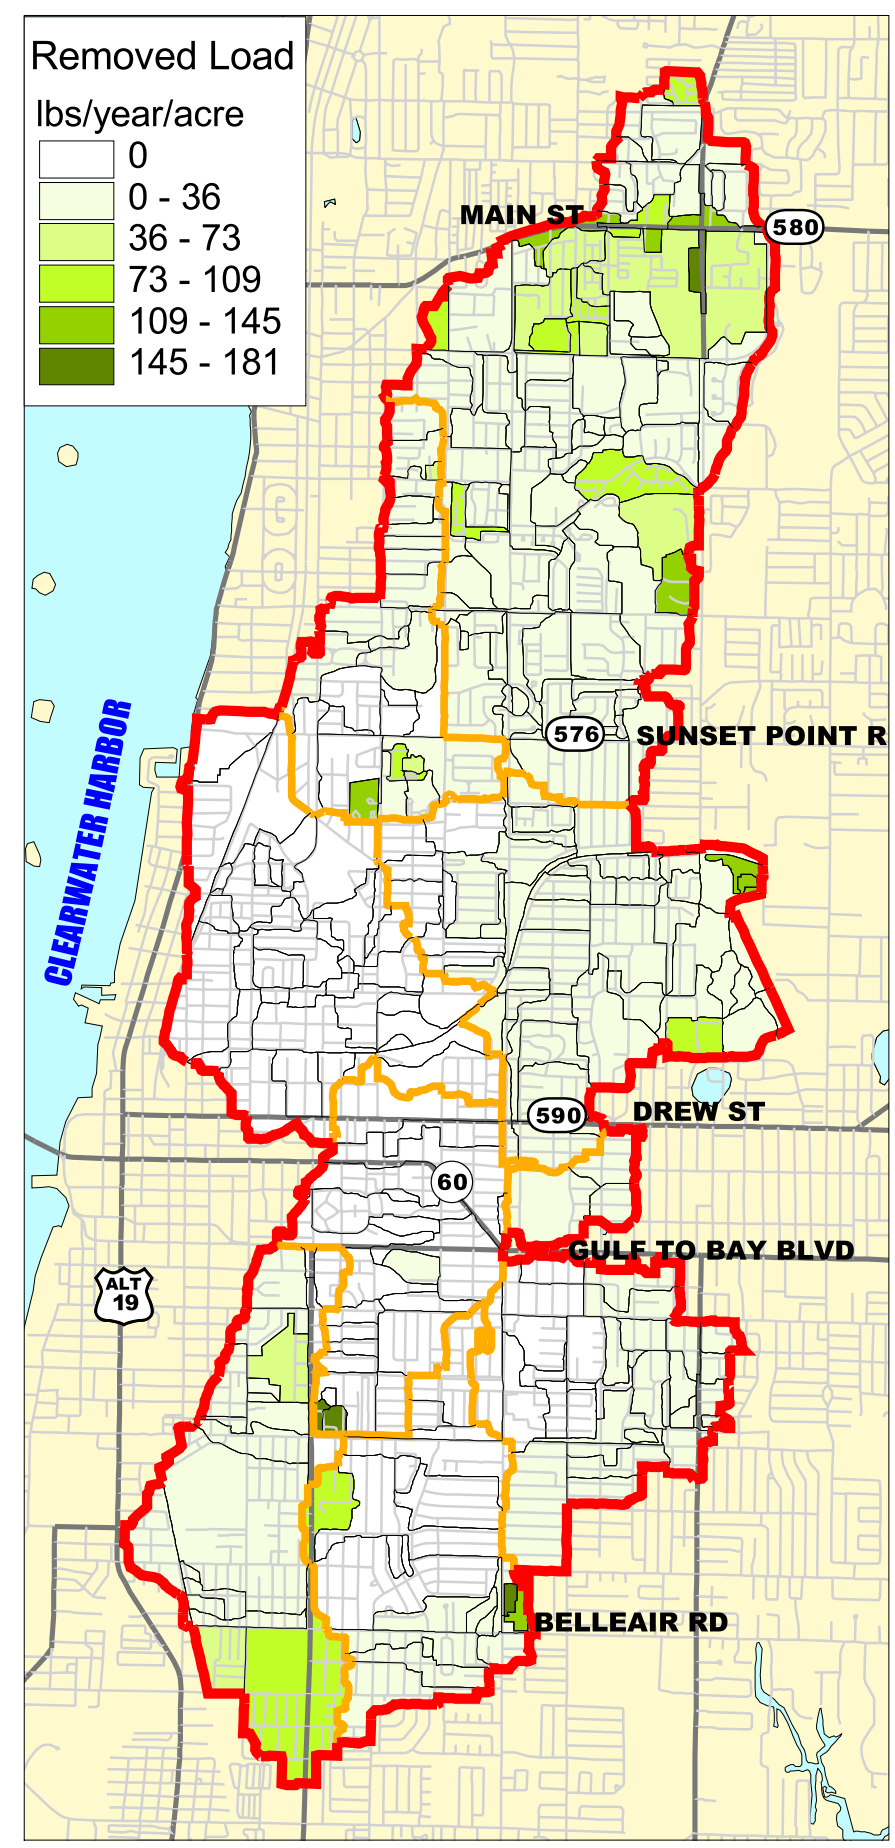 Removed Load
lbs/year/acre
0
0 - 36
36 - 73
73 - 109
109 - 145
145 - 181
MAIN ST
580
CLEARWATER HARBOR
576
SUNSET POINT R
590
DREW ST
60
GULF TO BAY BLVD
ALT
19
BELLEAIR RD